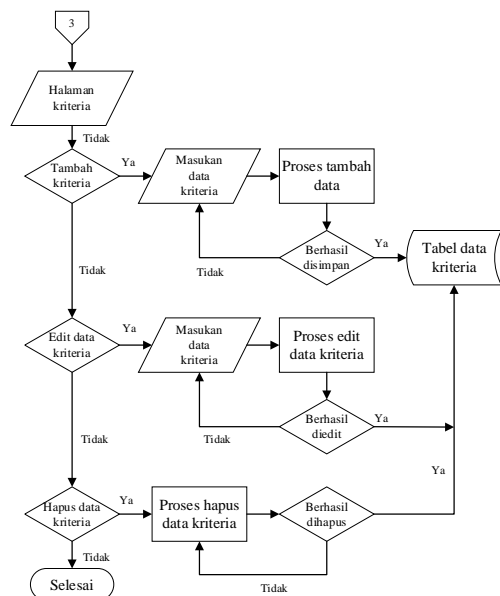 3
Halaman
kriteria
Tidak
Tambah
kriteria
Ya
Masukan
data
kriteria
Proses tambah
data
Berhasil
disimpan
Tidak
Ya
Tabel data
kriteria
Tidak
Edit data
kriteria
Ya
Masukan
data
kriteria
Proses edit
data kriteria
Berhasil
diedit
Tidak
Ya
Tidak
Hapus data
kriteria
Ya
Proses hapus
data kriteria
Berhasil
dihapus
Ya
Tidak
Tidak
Selesai